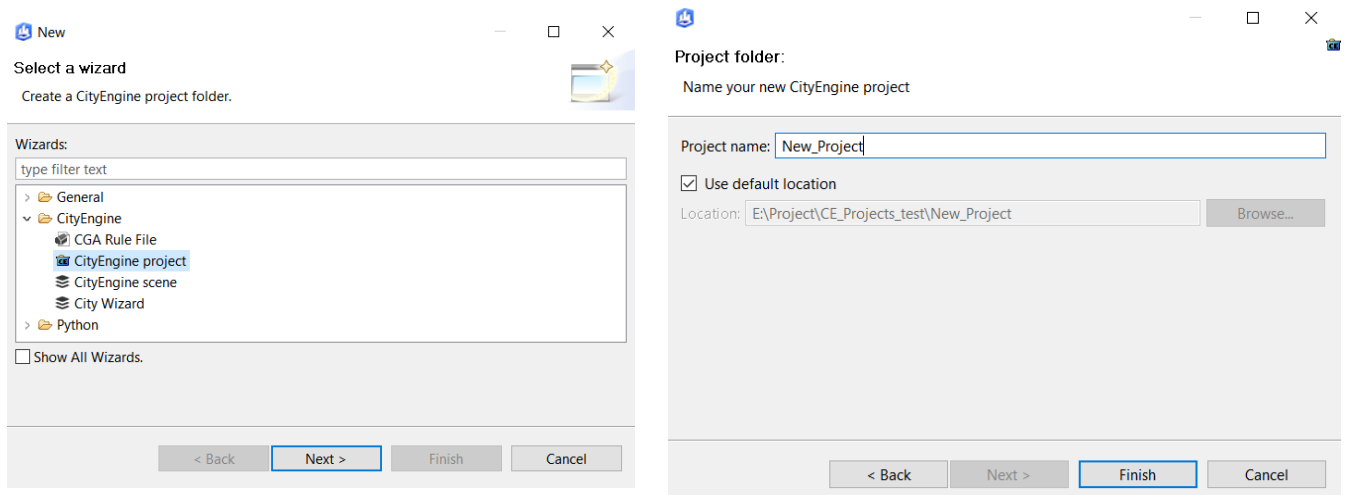 New
Select a wizard
Create a CityEngine project folder.
Wizards:
type filter text
General
CityEngine
CGA Rule File
CityEngine project
CityEngine scene
City Wizard
Python
Show All Wizards.
< Back Next > Finish Cancel
Project folder:
Name your new CityEngine project
Project name: New_Project
Use default location
Location: E:\Project\CE_Projects_test\New_Project Browse...
< Back Next > Finish Cancel